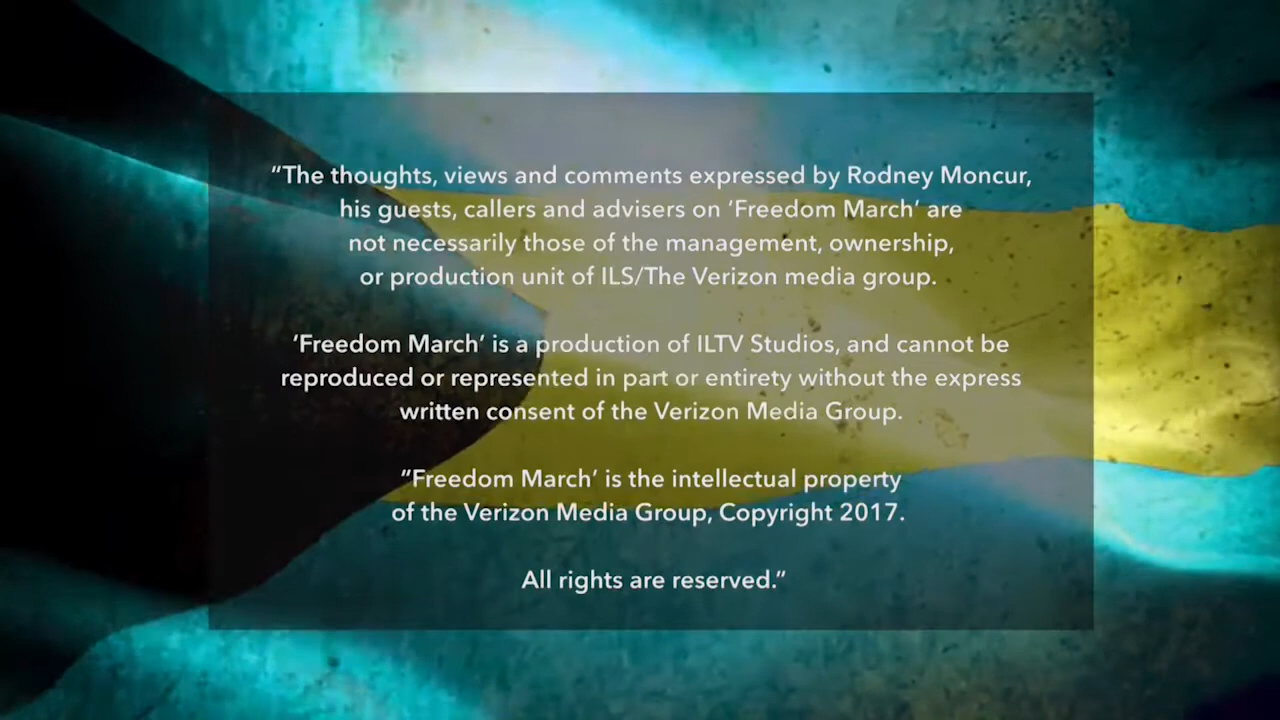 “The thoughts, views and comments expressed by Rodney Moncur,
his guests, callers and advisers on ‘Freedom March‘ are
not necessarily those of the management, ownership,
or production unit of ILS/The Verizon media group.
‘Freedom March‘ is a production of ILTV Studios, and cannot be
reproduced or represented in part or entirety without the express
written consent of the Verizon Media Group.
“Freedom March’ is the intellectual property
of the Verizon Media Group, Copyright 2017.
All rights are reserved.”